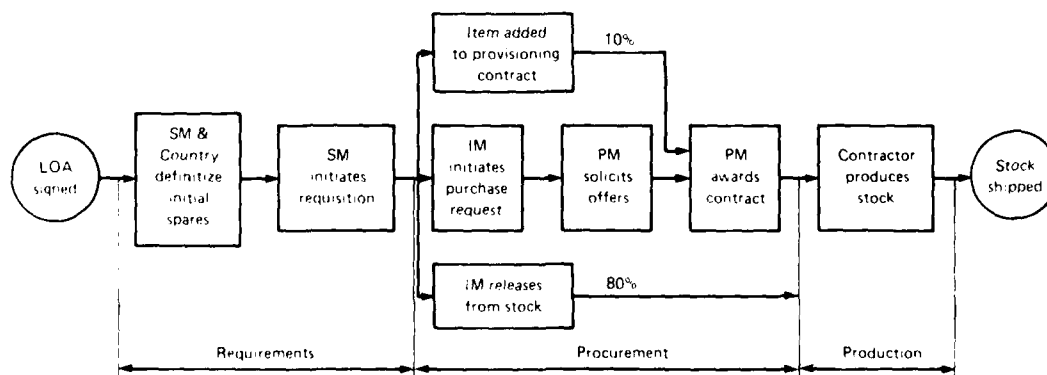 LOA
signed
SM &
Country
definitize
initial
spares
SM
initiates
requisition
Item added
to provisioning
contract
10%
IM
initiates
purchase
request
PM
solicits
offers
PM
awards
contract
Contractor
produces
stock
Stock
shipped
IM releases
from stock
80%
Requirements
Procurement
Production